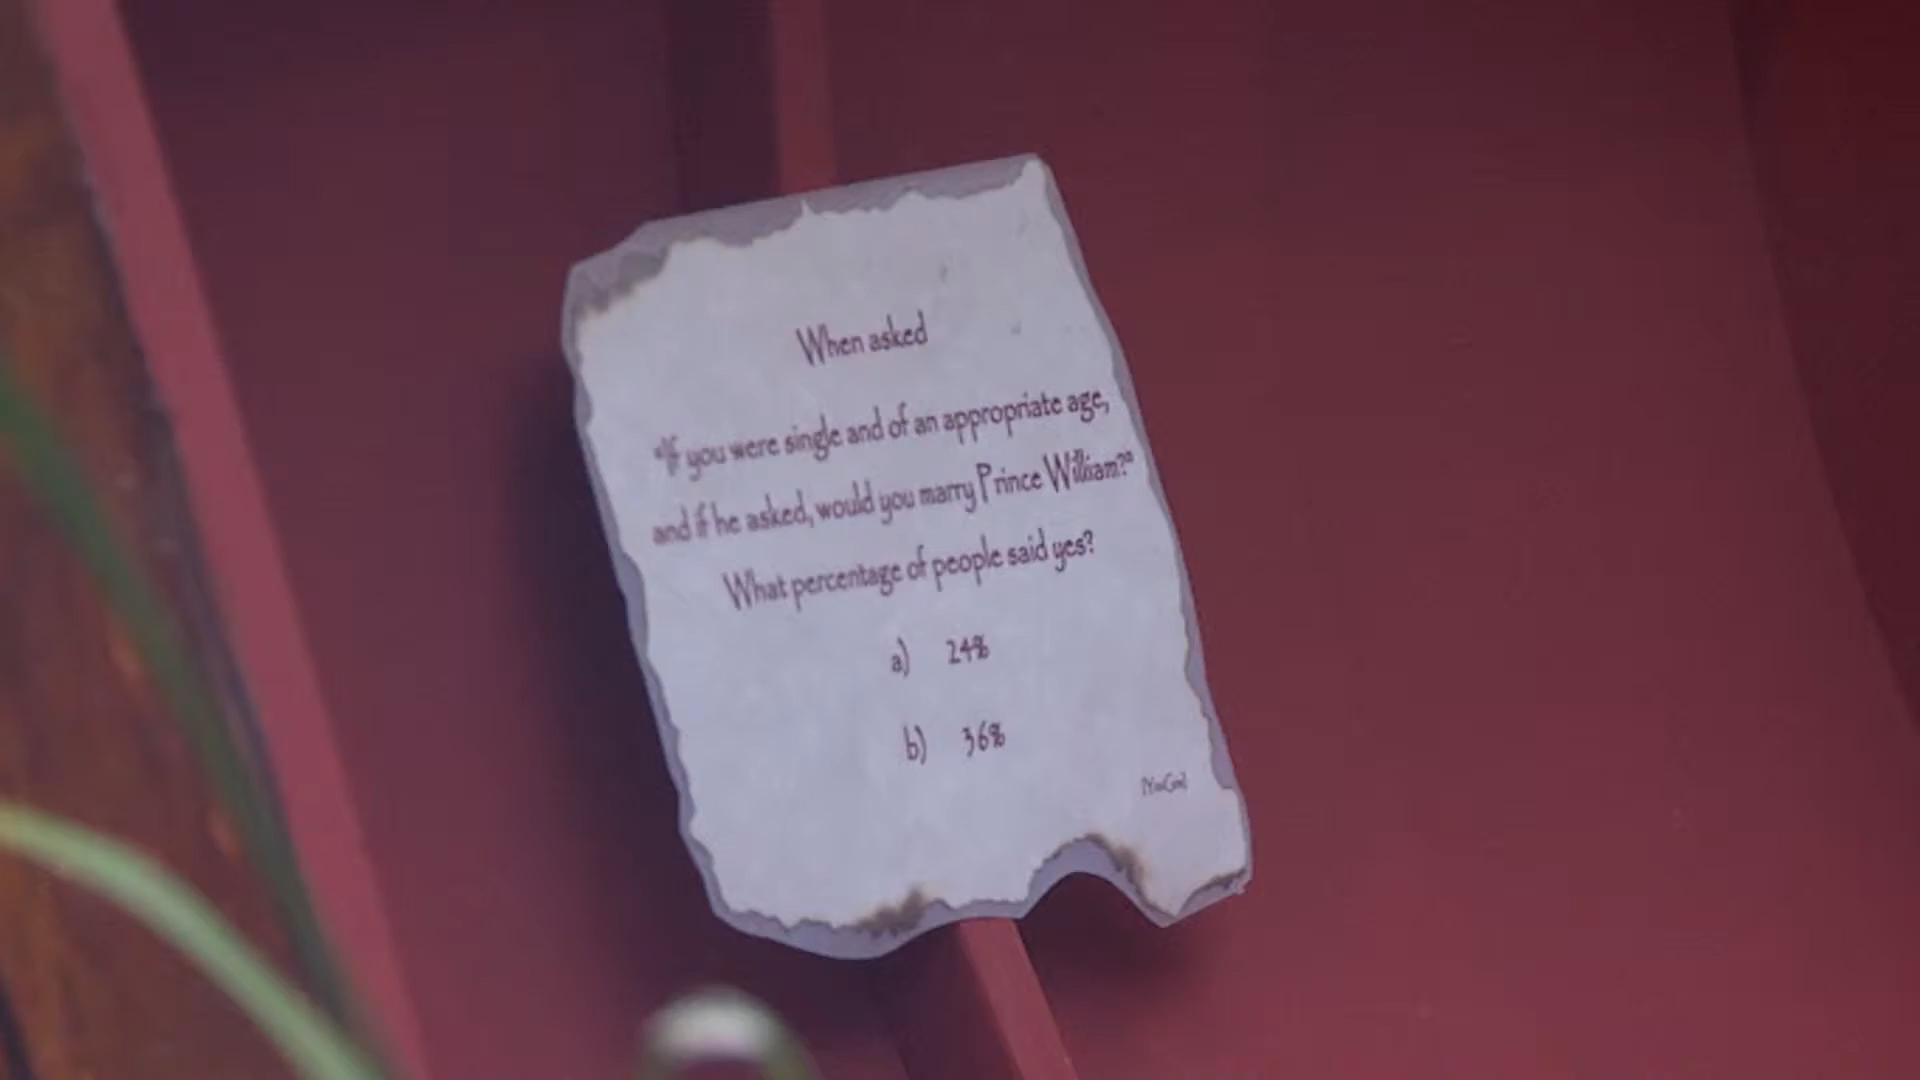 When asked
"If you were single and of an appropriate age,
and if he asked, would you marry Prince William?"
What percentage of people said yes?
a) 24%
b) 36%